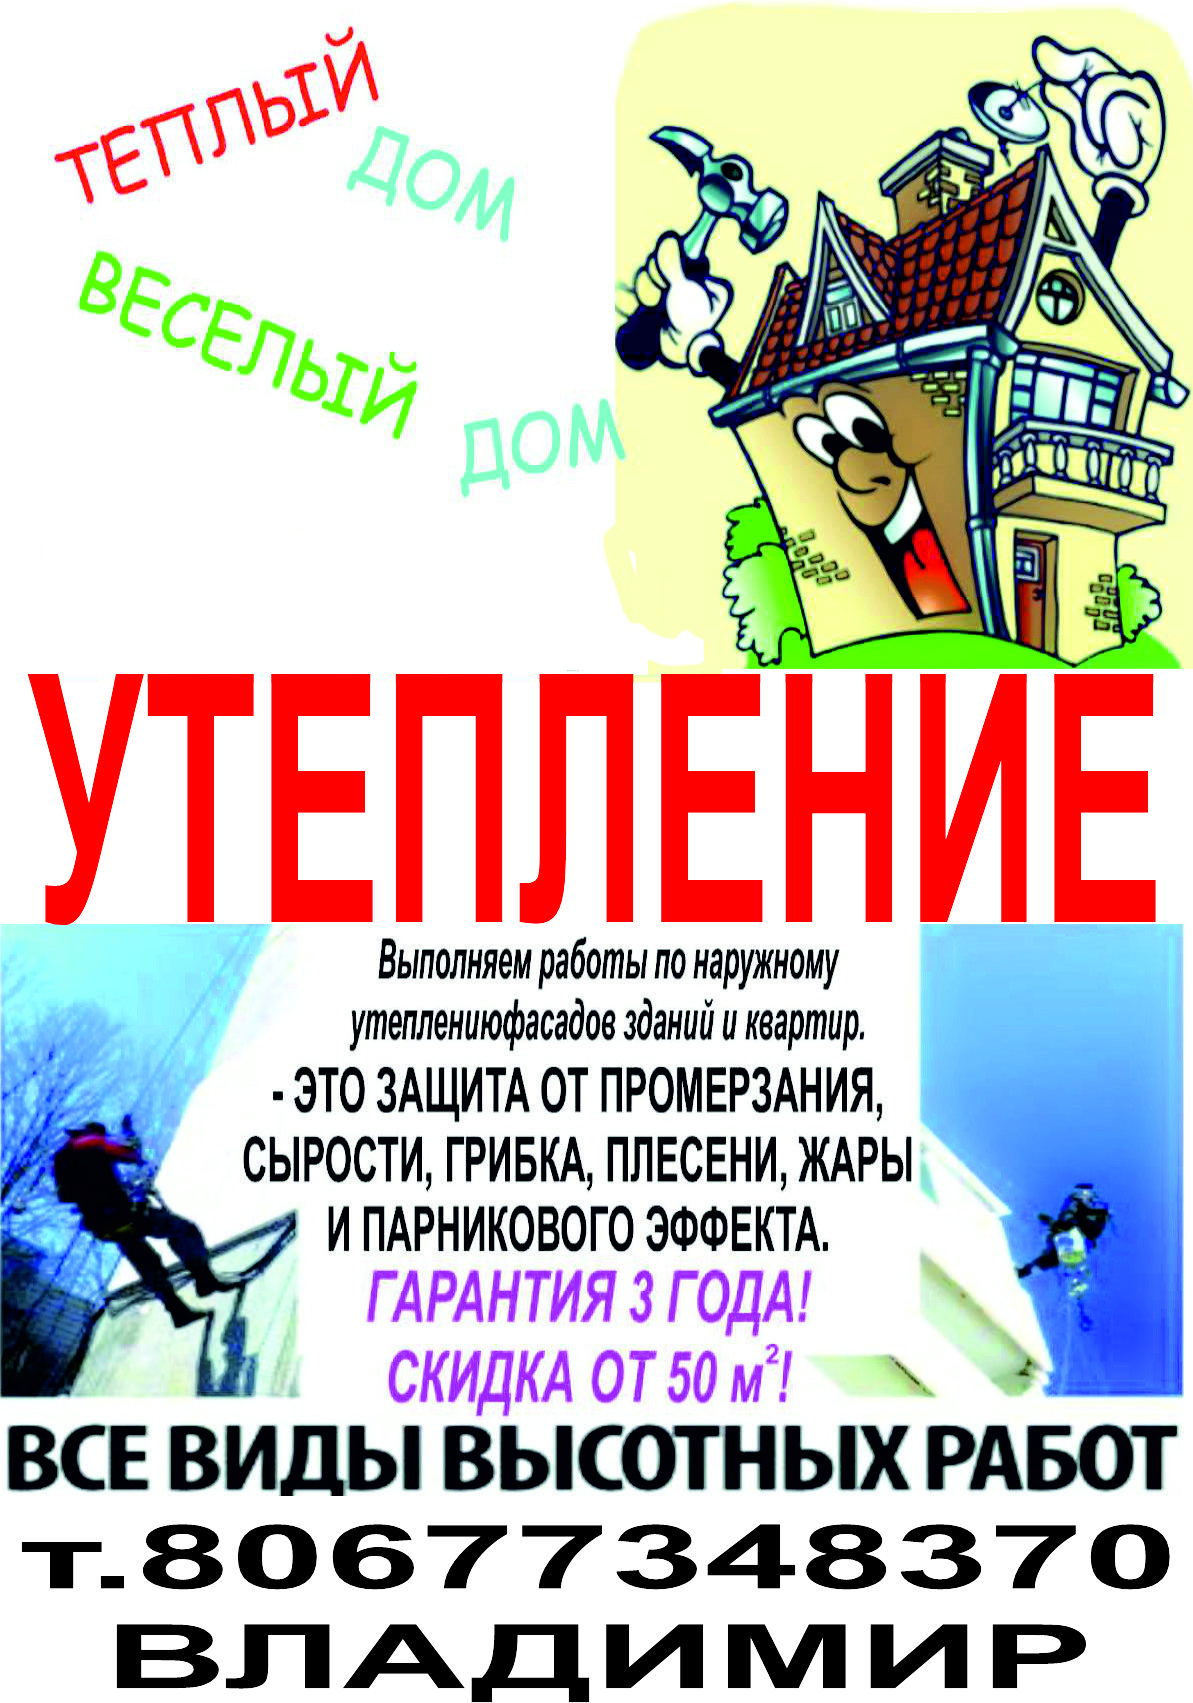 ТЕПЛЫЙ
ДОМ
ВЕСЕЛЫЙ
ДОМ
УТЕПЛЕНИЕ
Выполняем работы по наружному
утеплениюфасадов зданий и квартир.
- ЭТО ЗАЩИТА ОТ ПРОМЕРЗАНИЯ,
СЫРОСТИ, ГРИБКА, ПЛЕСЕНИ, ЖАРЫ
И ПАРНИКОВОГО ЭФФЕКТА.
ГАРАНТИЯ 3 ГОДА!
СКИДКА ОТ 50 м²!
ВСЕ ВИДЫ ВЫСОТНЫХ РАБОТ
т.80677348370
ВЛАДИМИР